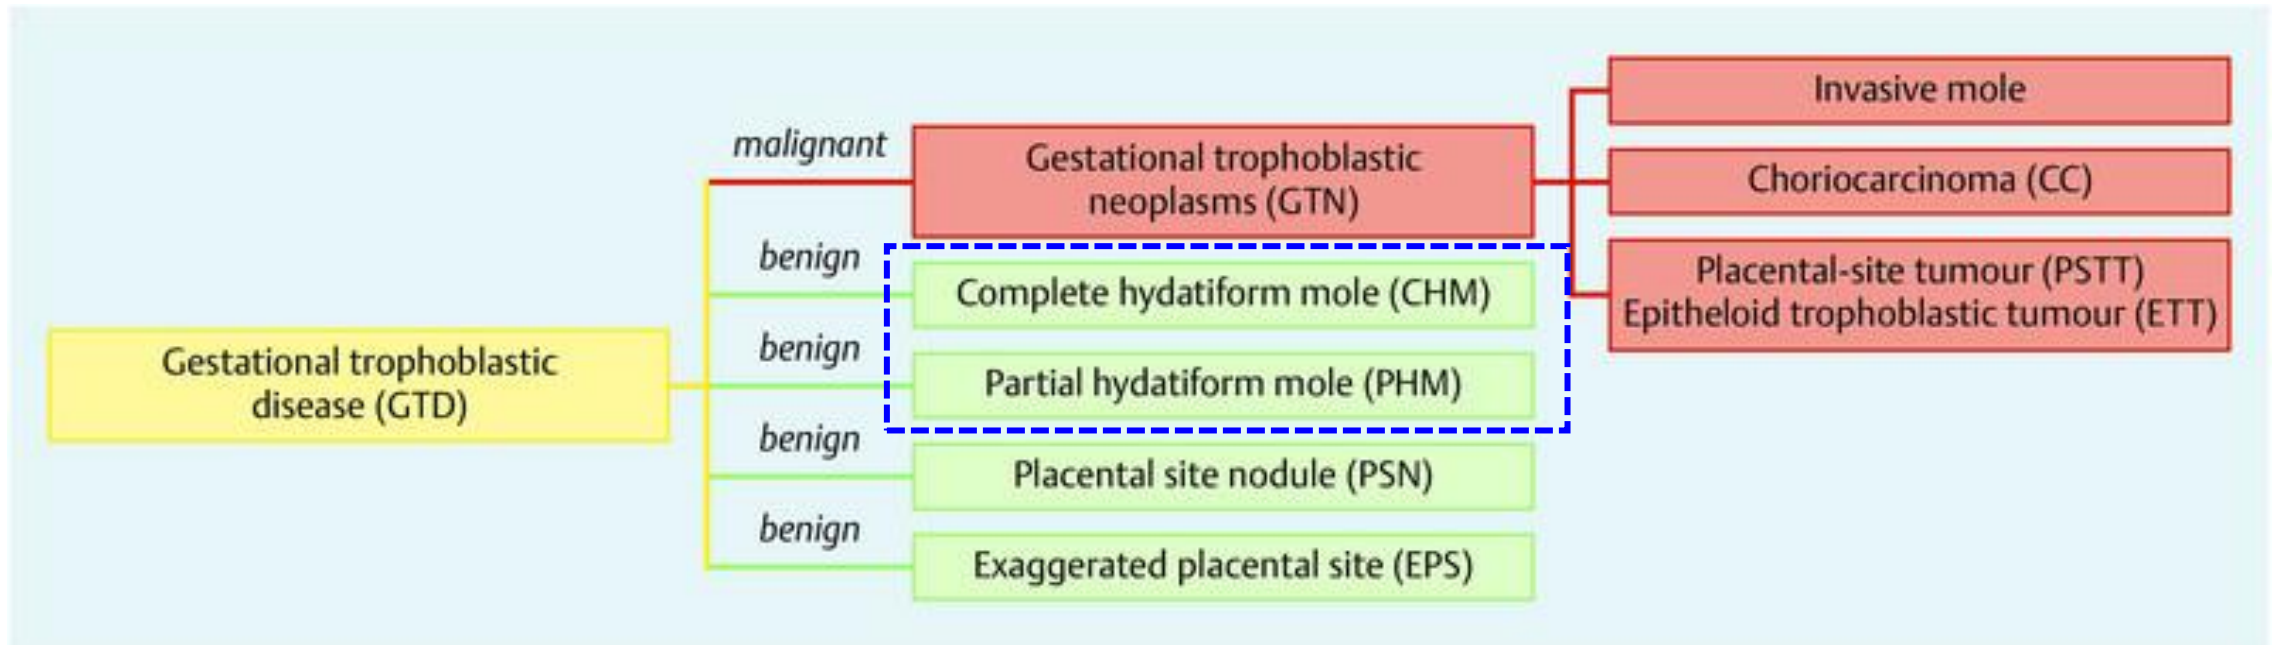 Gestational trophoblastic
disease (GTD)
malignant
Gestational trophoblastic
neoplasms (GTN)
Invasive mole
Choriocarcinoma (CC)
Placental-site tumour (PSTT)
Epitheloid trophoblastic tumour (ETT)
benign
Complete hydatiform mole (CHM)
benign
Partial hydatiform mole (PHM)
benign
Placental site nodule (PSN)
benign
Exaggerated placental site (EPS)